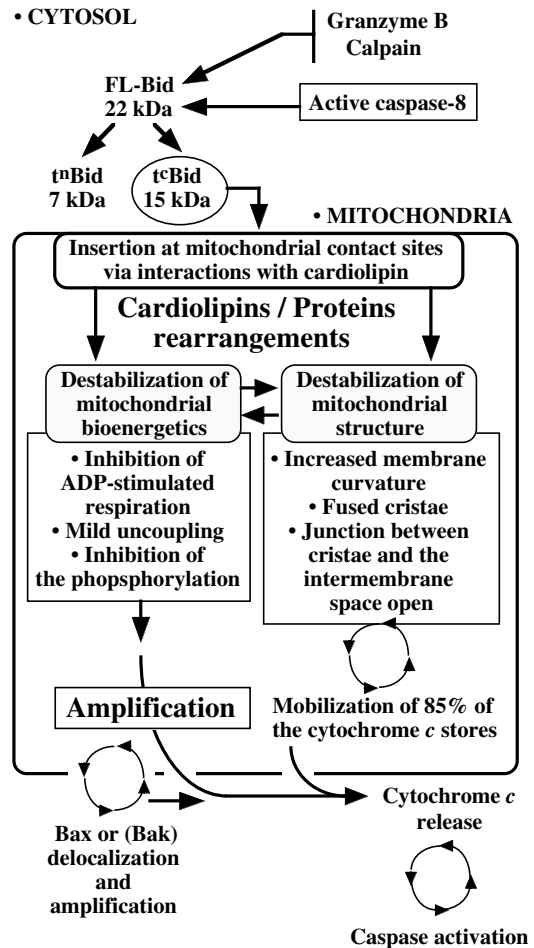 • CYTOSOL
Granzyme B
Calpain
FL-Bid
22 kDa
Active caspase-8
tⁿBid
7 kDa
tᶜBid
15 kDa
• MITOCHONDRIA
Insertion at mitochondrial contact sites
via interactions with cardiolipin
Cardiolipins / Proteins
rearrangements
Destabilization of
mitochondrial
bioenergetics
Destabilization of
mitochondrial
structure
• Inhibition of
ADP-stimulated
respiration
• Mild uncoupling
• Inhibition of
the phopsphorylation
• Increased membrane
curvature
• Fused cristae
• Junction between
cristae and the
intermembrane
space open
Amplification
Mobilization of 85% of
the cytochrome c stores
Bax or (Bak)
delocalization
and
amplification
Cytochrome c
release
Caspase activation